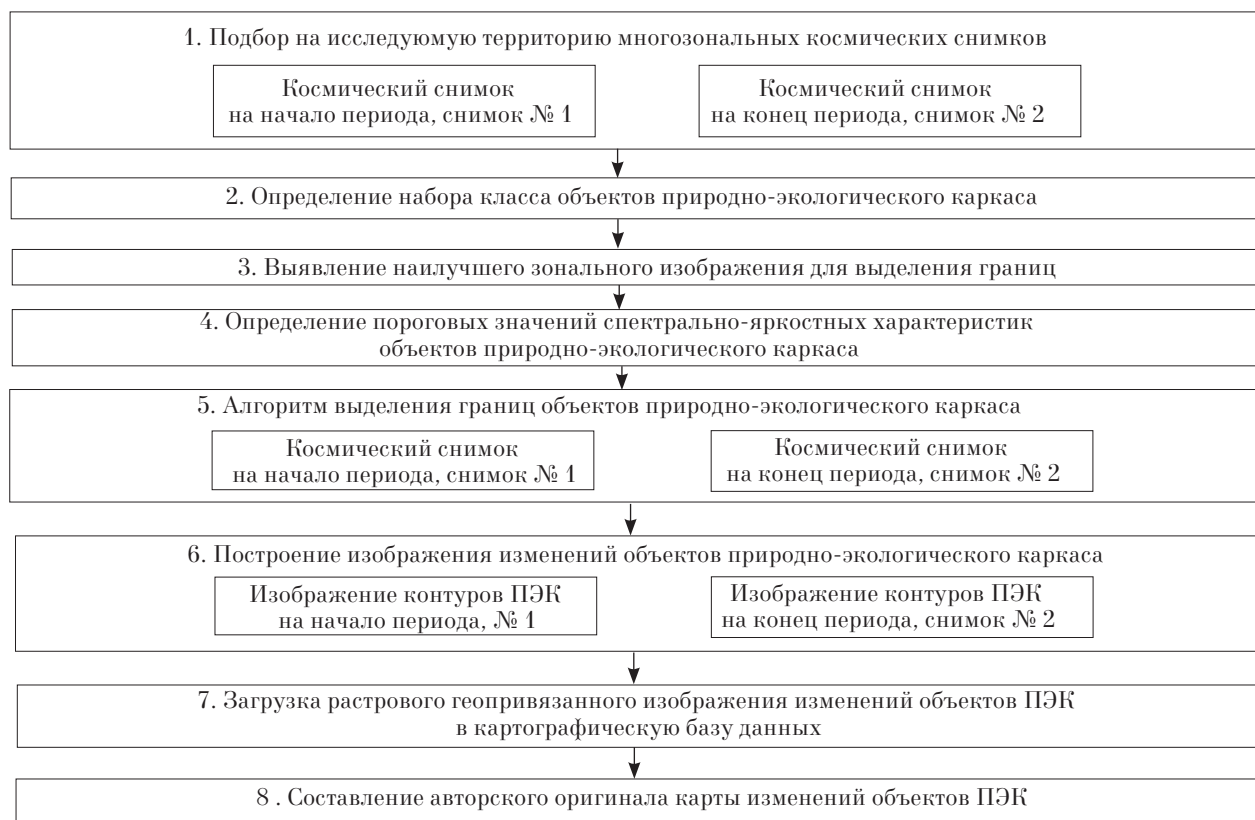 1. Подбор на исследуюмую территорию многозональных космических снимков
Космический снимок
на начало периода, снимок № 1
Космический снимок
на конец периода, снимок № 2
2. Определение набора класса объектов природно-экологического каркаса
3. Выявление наилучшего зонального изображения для выделения границ
4. Определение пороговых значений спектрально-яркостных характеристик
объектов природно-экологического каркаса
5. Алгоритм выделения границ объектов природно-экологического каркаса
Космический снимок
на начало периода, снимок № 1
Космический снимок
на конец периода, снимок № 2
6. Построение изображения изменений объектов природно-экологического каркаса
Изображение контуров ПЭК
на начало периода, № 1
Изображение контуров ПЭК
на конец периода, снимок № 2
7. Загрузка растрового геопривязанного изображения изменений объектов ПЭК
в картографическую базу данных
8 . Составление авторского оригинала карты изменений объектов ПЭК